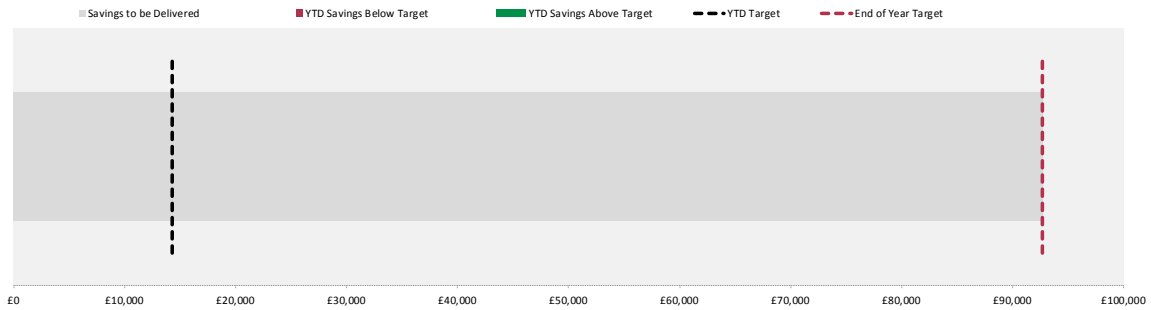 Savings to be Delivered YTD Savings Below Target YTD Savings Above Target YTD Target End of Year Target
£0 £10,000 £20,000 £30,000 £40,000 £50,000 £60,000 £70,000 £80,000 £90,000 £100,000